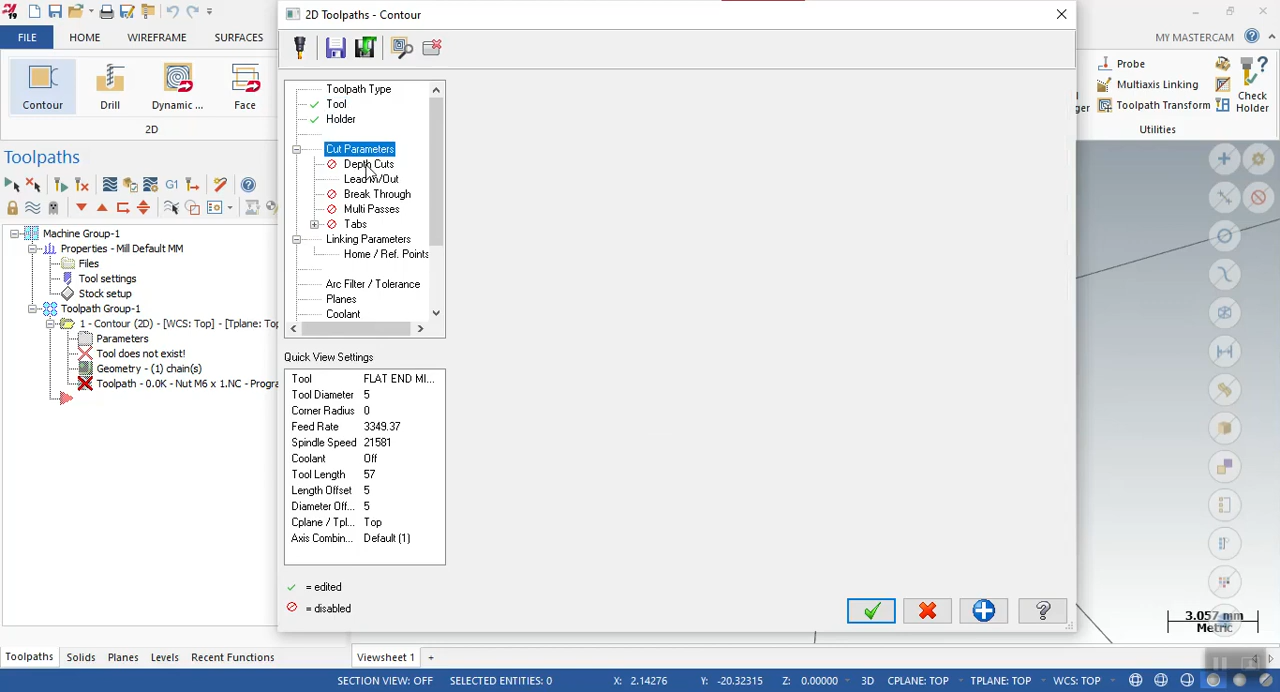 19
2D Toolpaths - Contour
FILE
HOME
WIREFRAME
SURFACES
MY MASTERCAM
Contour
Drill
Dynamic ...
Face
2D
Probe
Multiaxis Linking
Toolpath Transform
Check
Holder
Utilities
Toolpaths
G1
Machine Group-1
Properties - Mill Default MM
Files
Tool settings
Stock setup
Toolpath Group-1
1 - Contour (2D) - [WCS: Top] - [Tplane: Top
Parameters
Tool does not exist!
Geometry - (1) chain(s)
Toolpath - 0.0K - Nut M6 x 1.NC - Progra
Toolpath Type
Tool
Holder
Cut Parameters
Depth Cuts
Lead In/Out
Break Through
Multi Passes
Tabs
Linking Parameters
Home / Ref. Points
Arc Filter / Tolerance
Planes
Coolant
Quick View Settings
Tool FLAT END MI...
Tool Diameter 5
Corner Radius 0
Feed Rate 3349.37
Spindle Speed 21581
Coolant Off
Tool Length 57
Length Offset 5
Diameter Off... 5
Cplane / Tpl... Top
Axis Combin... Default (1)
= edited
= disabled
3.057 mm
Metric
Toolpaths
Solids
Planes
Levels
Recent Functions
Viewsheet 1
+
SECTION VIEW: OFF
SELECTED ENTITIES: 0
X: 2.14276
Y: -20.32315
Z: 0.00000
3D
CPLANE: TOP
TPLANE: TOP
WCS: TOP